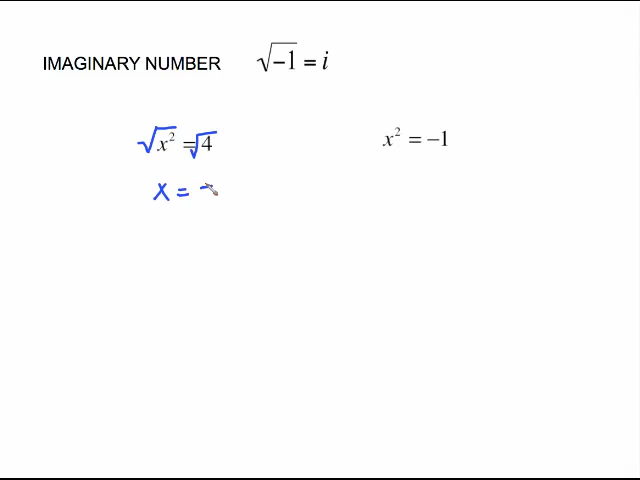 IMAGINARY NUMBER √−1 = i
√x² = √4
x² = −1
x = -